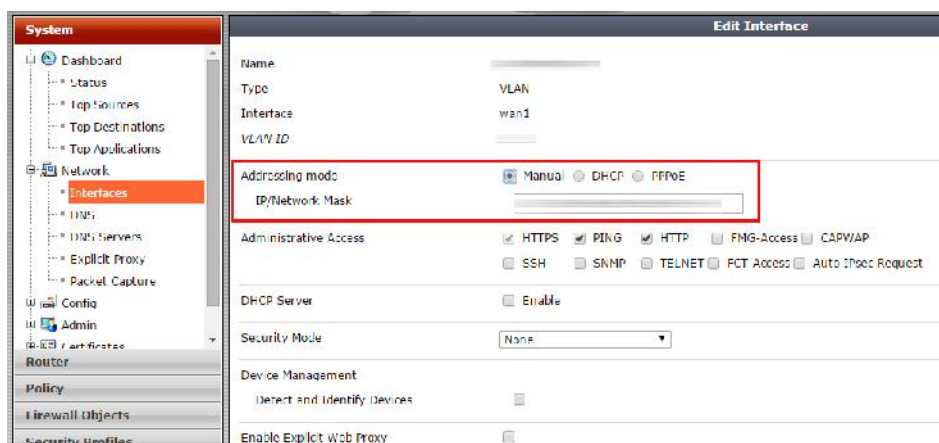 System
Edit Interface
Dashboard
Status
Top Sources
Top Destinations
Top Applications
Network
Interfaces
DNS
DNS Servers
Explicit Proxy
Packet Capture
Config
Admin
Certificates
Router
Policy
Firewall Objects
Security Profiles
Name
Type VLAN
Interface wan1
VLAN ID
Addressing mode Manual DHCP PPPoE
IP/Network Mask
Administrative Access HTTPS PING HTTP FMG-Access CAPWAP
SSH SNMP TELNET FCT-Access Auto IPsec Request
DHCP Server Enable
Security Mode None
Device Management
Detect and Identify Devices
Enable Explicit Web Proxy